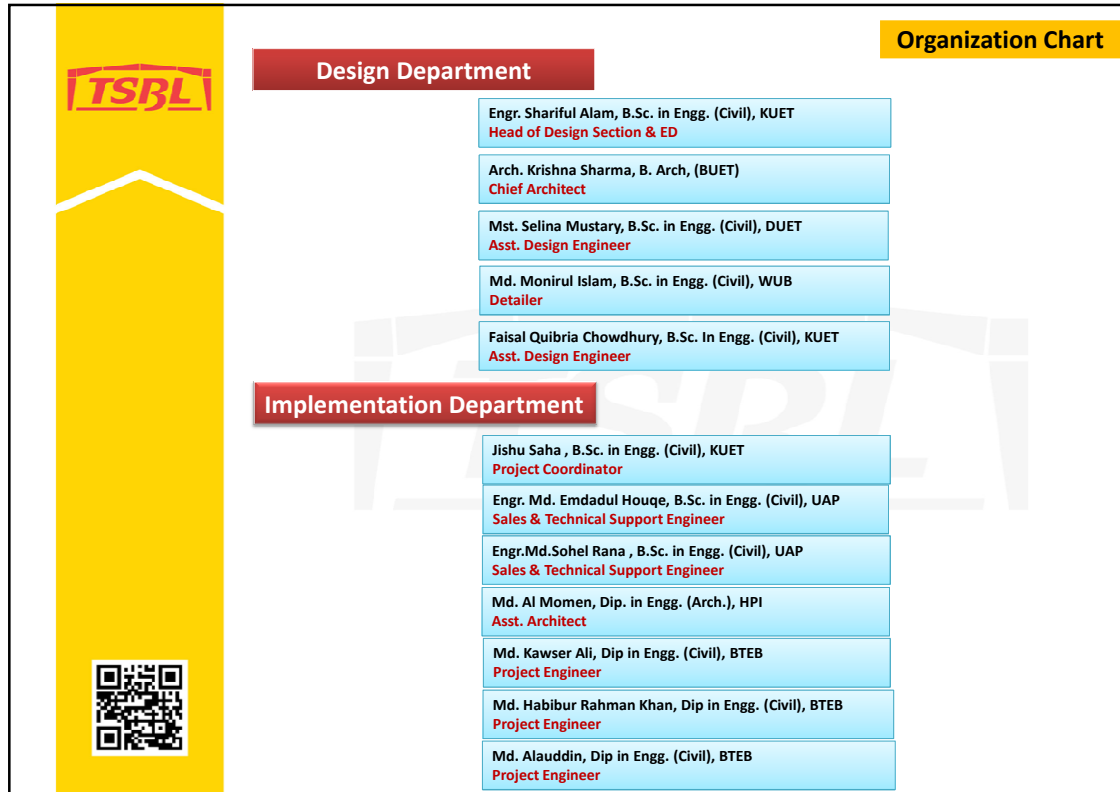 Organization Chart
TSBL
Design Department
Engr. Shariful Alam, B.Sc. in Engg. (Civil), KUET
Head of Design Section & ED
Arch. Krishna Sharma, B. Arch, (BUET)
Chief Architect
Mst. Selina Mustary, B.Sc. in Engg. (Civil), DUET
Asst. Design Engineer
Md. Monirul Islam, B.Sc. in Engg. (Civil), WUB
Detailer
Faisal Quibria Chowdhury, B.Sc. In Engg. (Civil), KUET
Asst. Design Engineer
TSBL
Implementation Department
Jishu Saha , B.Sc. in Engg. (Civil), KUET
Project Coordinator
Engr. Md. Emdadul Houqe, B.Sc. in Engg. (Civil), UAP
Sales & Technical Support Engineer
Engr.Md.Sohel Rana , B.Sc. in Engg. (Civil), UAP
Sales & Technical Support Engineer
Md. Al Momen, Dip. in Engg. (Arch.), HPI
Asst. Architect
Md. Kawser Ali, Dip in Engg. (Civil), BTEB
Project Engineer
Md. Habibur Rahman Khan, Dip in Engg. (Civil), BTEB
Project Engineer
Md. Alauddin, Dip in Engg. (Civil), BTEB
Project Engineer